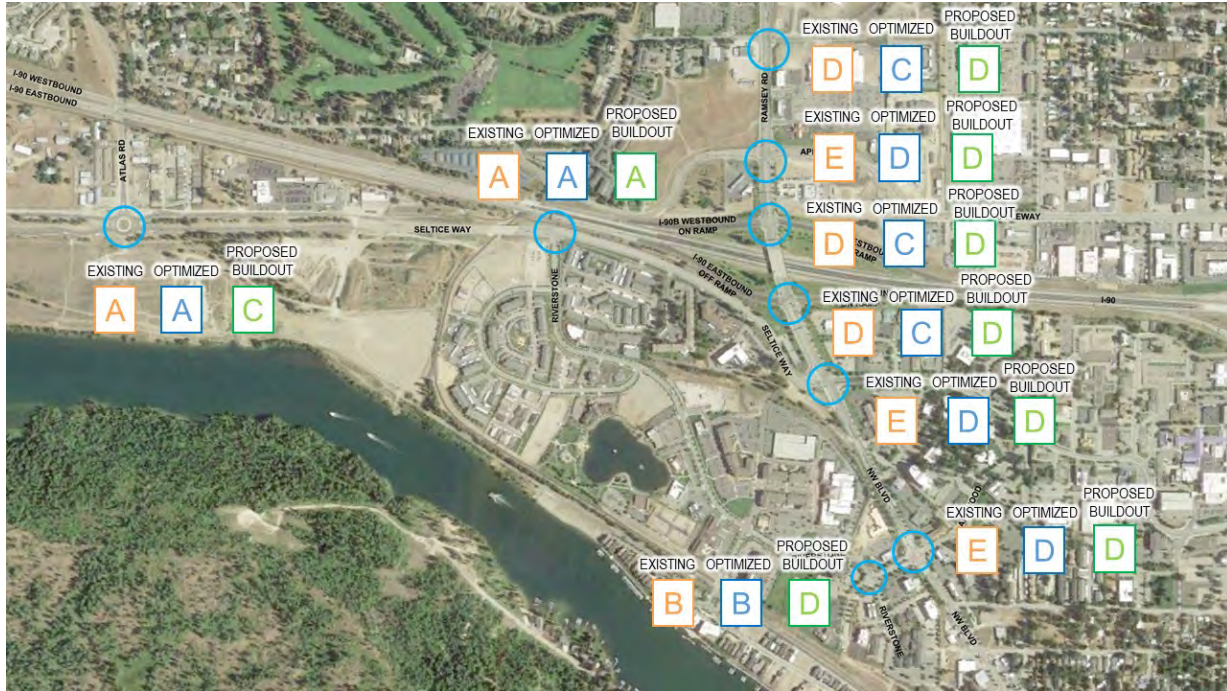 EXISTING OPTIMIZED PROPOSED BUILDOUT
D C D
RAMSEY RD
I-90 WESTBOUND
I-90 EASTBOUND
EXISTING OPTIMIZED PROPOSED BUILDOUT
E D D
EXISTING OPTIMIZED PROPOSED BUILDOUT
A A A
ATLAS RD
EXISTING OPTIMIZED PROPOSED BUILDOUT
D C D
I-90B WESTBOUND
ON RAMP
SELTICE WAY
RIVERSTONE
I-90 EASTBOUND
OFF RAMP
RAMP
I-90
EXISTING OPTIMIZED PROPOSED BUILDOUT
A A C
EXISTING OPTIMIZED PROPOSED BUILDOUT
D C D
SELTICE WAY
EXISTING OPTIMIZED PROPOSED BUILDOUT
E D D
NW BLVD
EXISTING OPTIMIZED PROPOSED BUILDOUT
E D D
EXISTING OPTIMIZED PROPOSED BUILDOUT
B B D
RIVERSTONE
NW BLVD